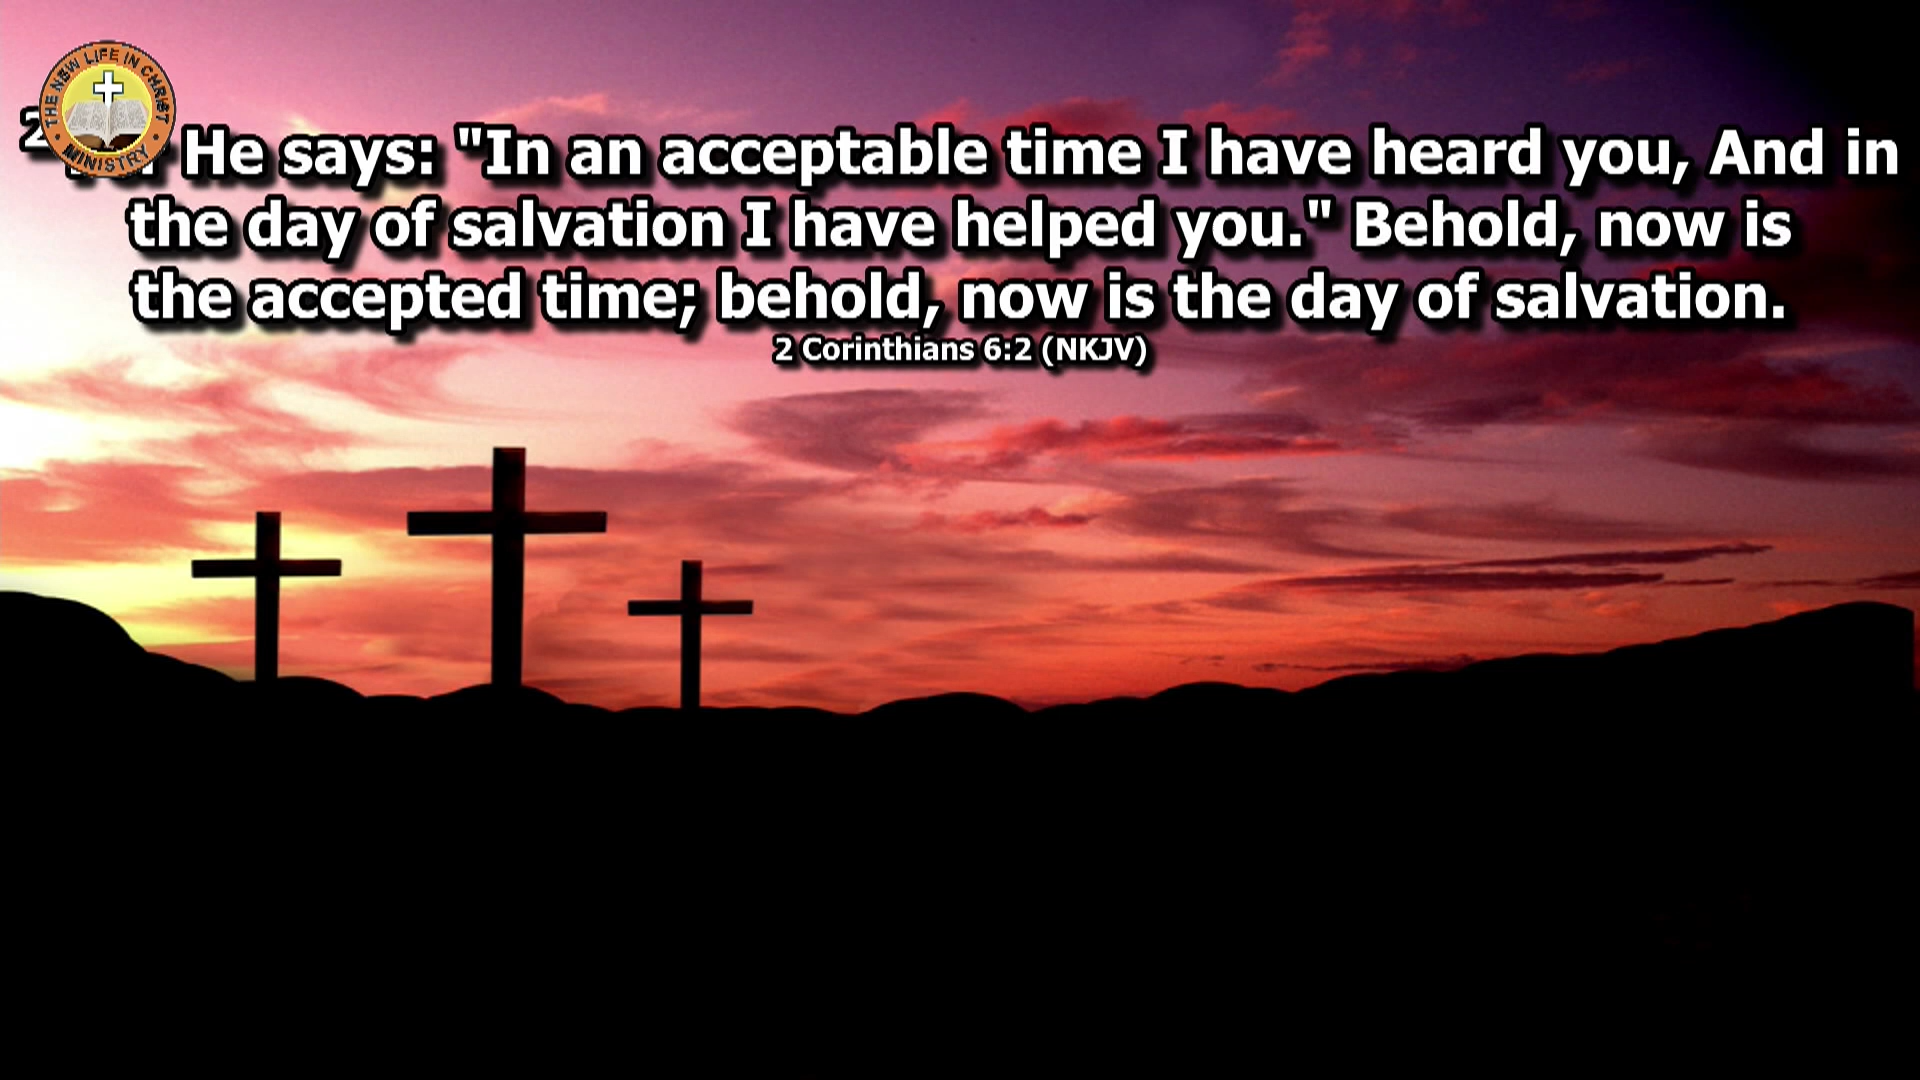 THE NEW LIFE IN CHRIST
MINISTRY
2
He says: "In an acceptable time I have heard you, And in
the day of salvation I have helped you." Behold, now is
the accepted time; behold, now is the day of salvation.
2 Corinthians 6:2 (NKJV)